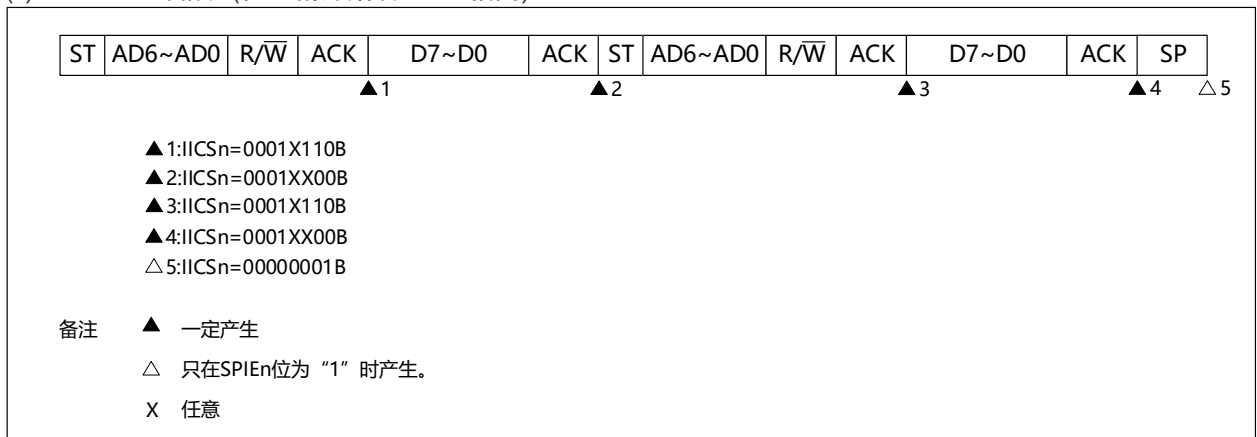 ST AD6~AD0 R/W̅ ACK D7~D0 ACK ST AD6~AD0 R/W̅ ACK D7~D0 ACK SP
▲1 ▲2 ▲3 ▲4 △5
▲1:IICSn=0001X110B
▲2:IICSn=0001XX00B
▲3:IICSn=0001X110B
▲4:IICSn=0001XX00B
△5:IICSn=00000001B
备注 ▲ 一定产生
△ 只在SPIEn位为“1”时产生。
X 任意